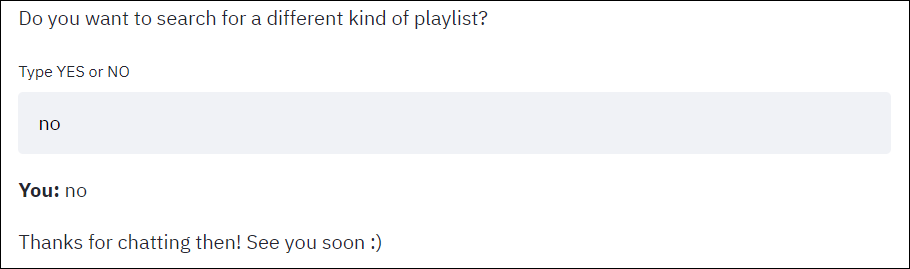 Do you want to search for a different kind of playlist?
Type YES or NO
no
You: no
Thanks for chatting then! See you soon :)